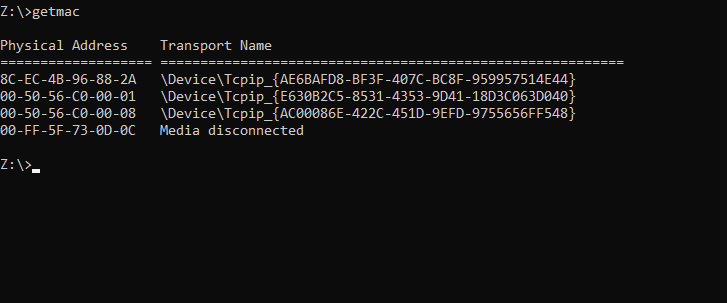 Z:\>getmac
Physical Address    Transport Name
=================== ==========================================================
8C-EC-4B-96-88-2A   \Device\Tcpip_{AE6BAFD8-BF3F-407C-BC8F-959957514E44}
00-50-56-C0-00-01   \Device\Tcpip_{E630B2C5-8531-4353-9D41-18D3C063D040}
00-50-56-C0-00-08   \Device\Tcpip_{AC00086E-422C-451D-9EFD-9755656FF548}
00-FF-5F-73-0D-0C   Media disconnected
Z:\>